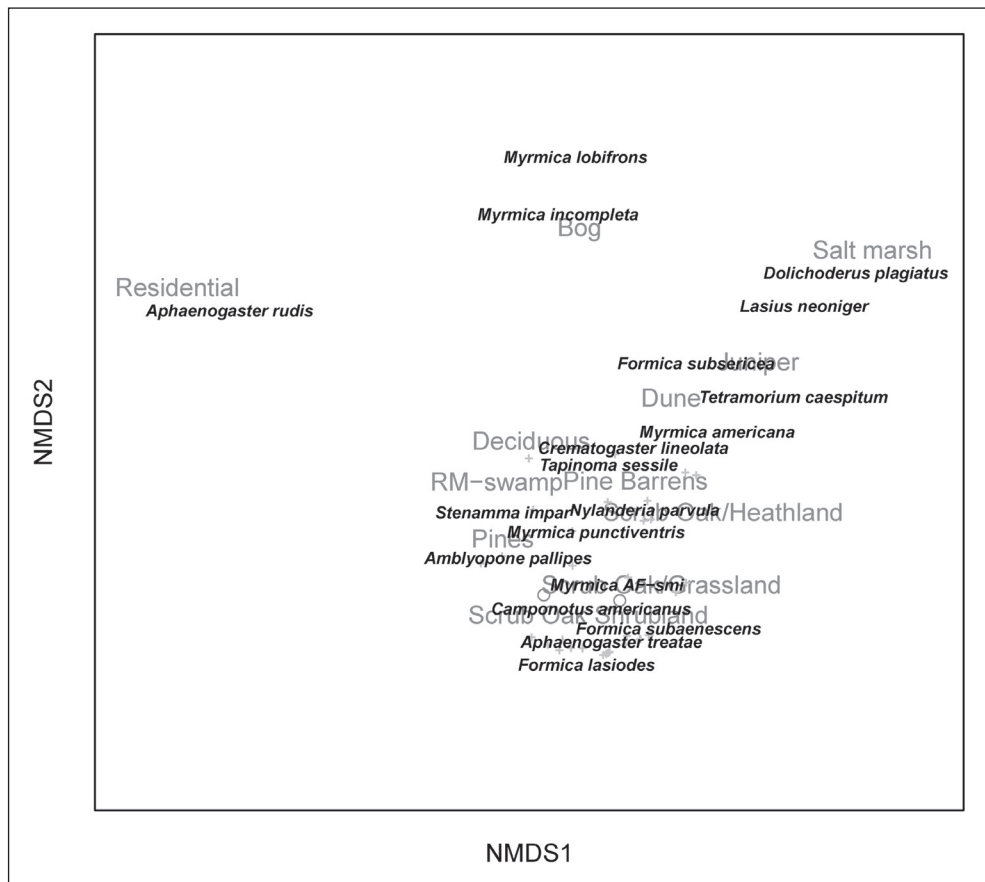 Myrmica lobifrons
Myrmica incompleta
Bog
Salt marsh
Dolichoderus plagiatus
Residential
Aphaenogaster rudis
Lasius neoniger
Formica subsericea
Juniper
Dune
Tetramorium caespitum
Myrmica americana
Deciduous
Crematogaster lineolata
Tapinoma sessile
RM-swamp
Pine Barrens
Stenamma impar
Nylanderia parvula
Scrub Oak/Heathland
Myrmica punctiventris
Pines
Amblyopone pallipes
Scrub Oak/Grassland
Myrmica AF-smi
Camponotus americanus
Scrub Oak Shrubland
Formica subaenescens
Aphaenogaster treatae
Formica lasiodes
NMDS2
NMDS1